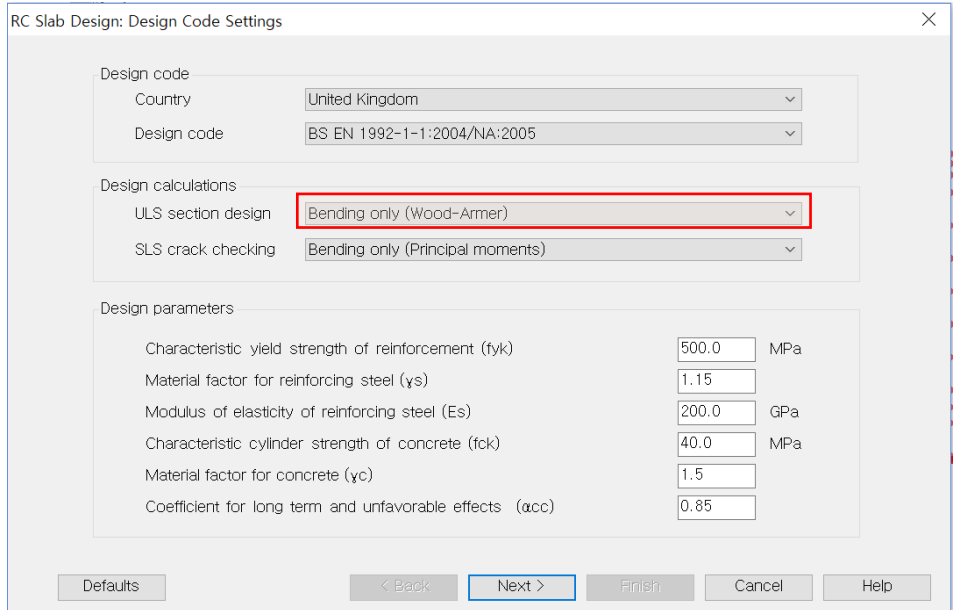 RC Slab Design: Design Code Settings
Design code
Country United Kingdom
Design code BS EN 1992-1-1:2004/NA:2005
Design calculations
ULS section design Bending only (Wood-Armer)
SLS crack checking Bending only (Principal moments)
Design parameters
Characteristic yield strength of reinforcement (fyk) 500.0 MPa
Material factor for reinforcing steel (γs) 1.15
Modulus of elasticity of reinforcing steel (Es) 200.0 GPa
Characteristic cylinder strength of concrete (fck) 40.0 MPa
Material factor for concrete (γc) 1.5
Coefficient for long term and unfavorable effects (αcc) 0.85
Defaults < Back Next > Finish Cancel Help